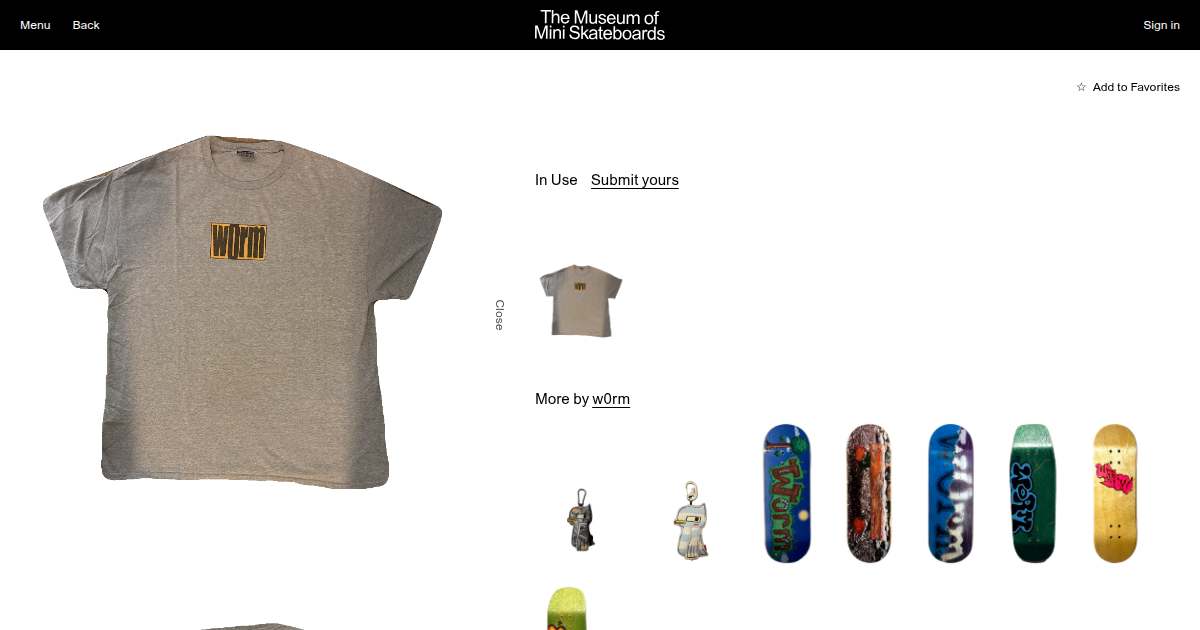 Menu
Back
The Museum of
Mini Skateboards
Sign in
☆ Add to Favorites
w0rm
In Use
Submit yours
Close
More by w0rm
Worm